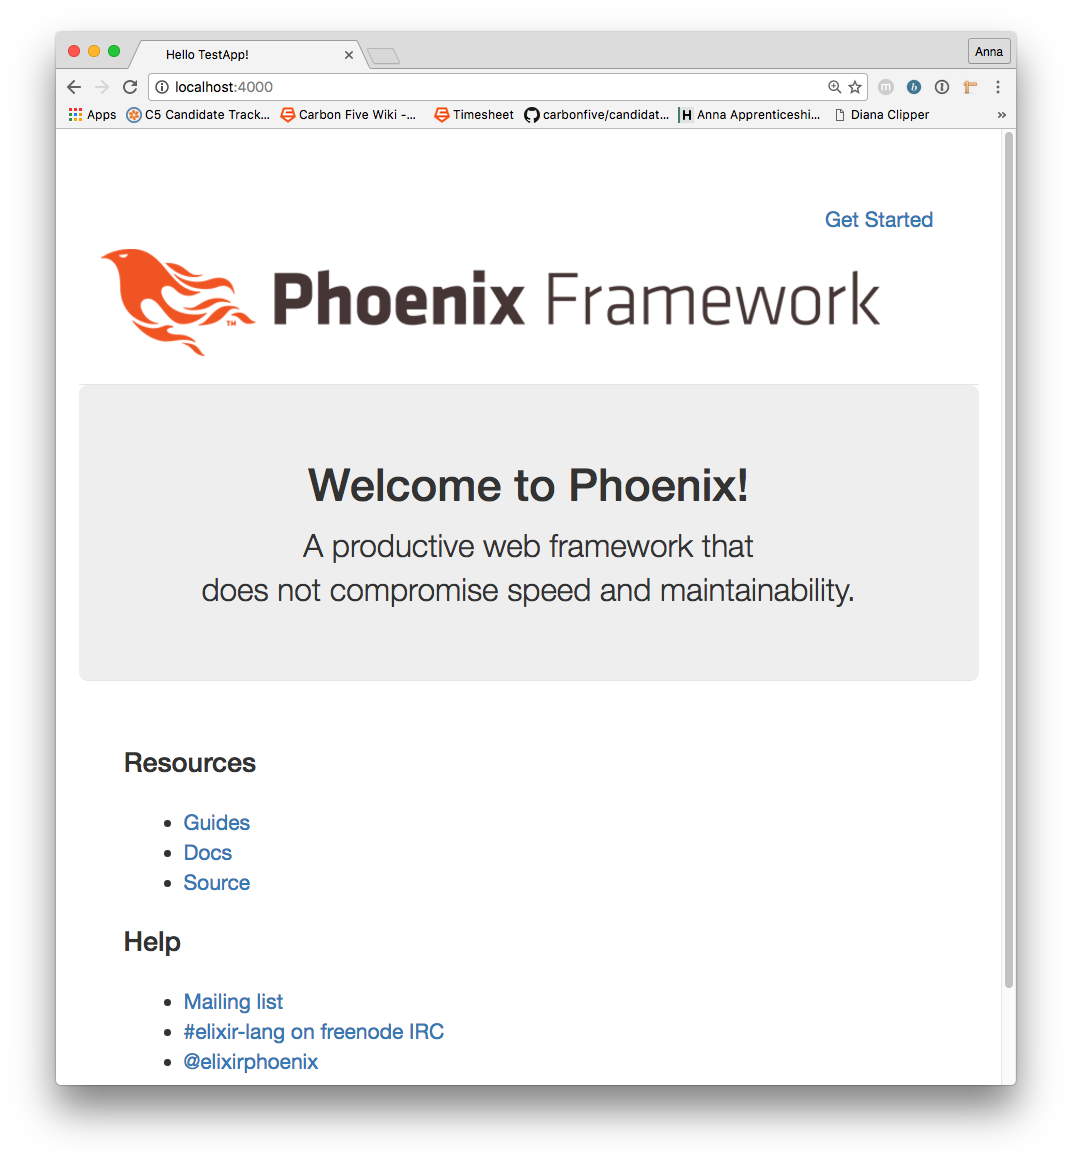 Hello TestApp!
Anna
localhost:4000
Apps
C5 Candidate Track...
Carbon Five Wiki -...
Timesheet
carbonfive/candidat...
H
Anna Apprenticeshi...
Diana Clipper
»
Get Started
Phoenix Framework
TM
Welcome to Phoenix!
A productive web framework that
does not compromise speed and maintainability.
Resources
• Guides
• Docs
• Source
Help
• Mailing list
• #elixir-lang on freenode IRC
• @elixirphoenix